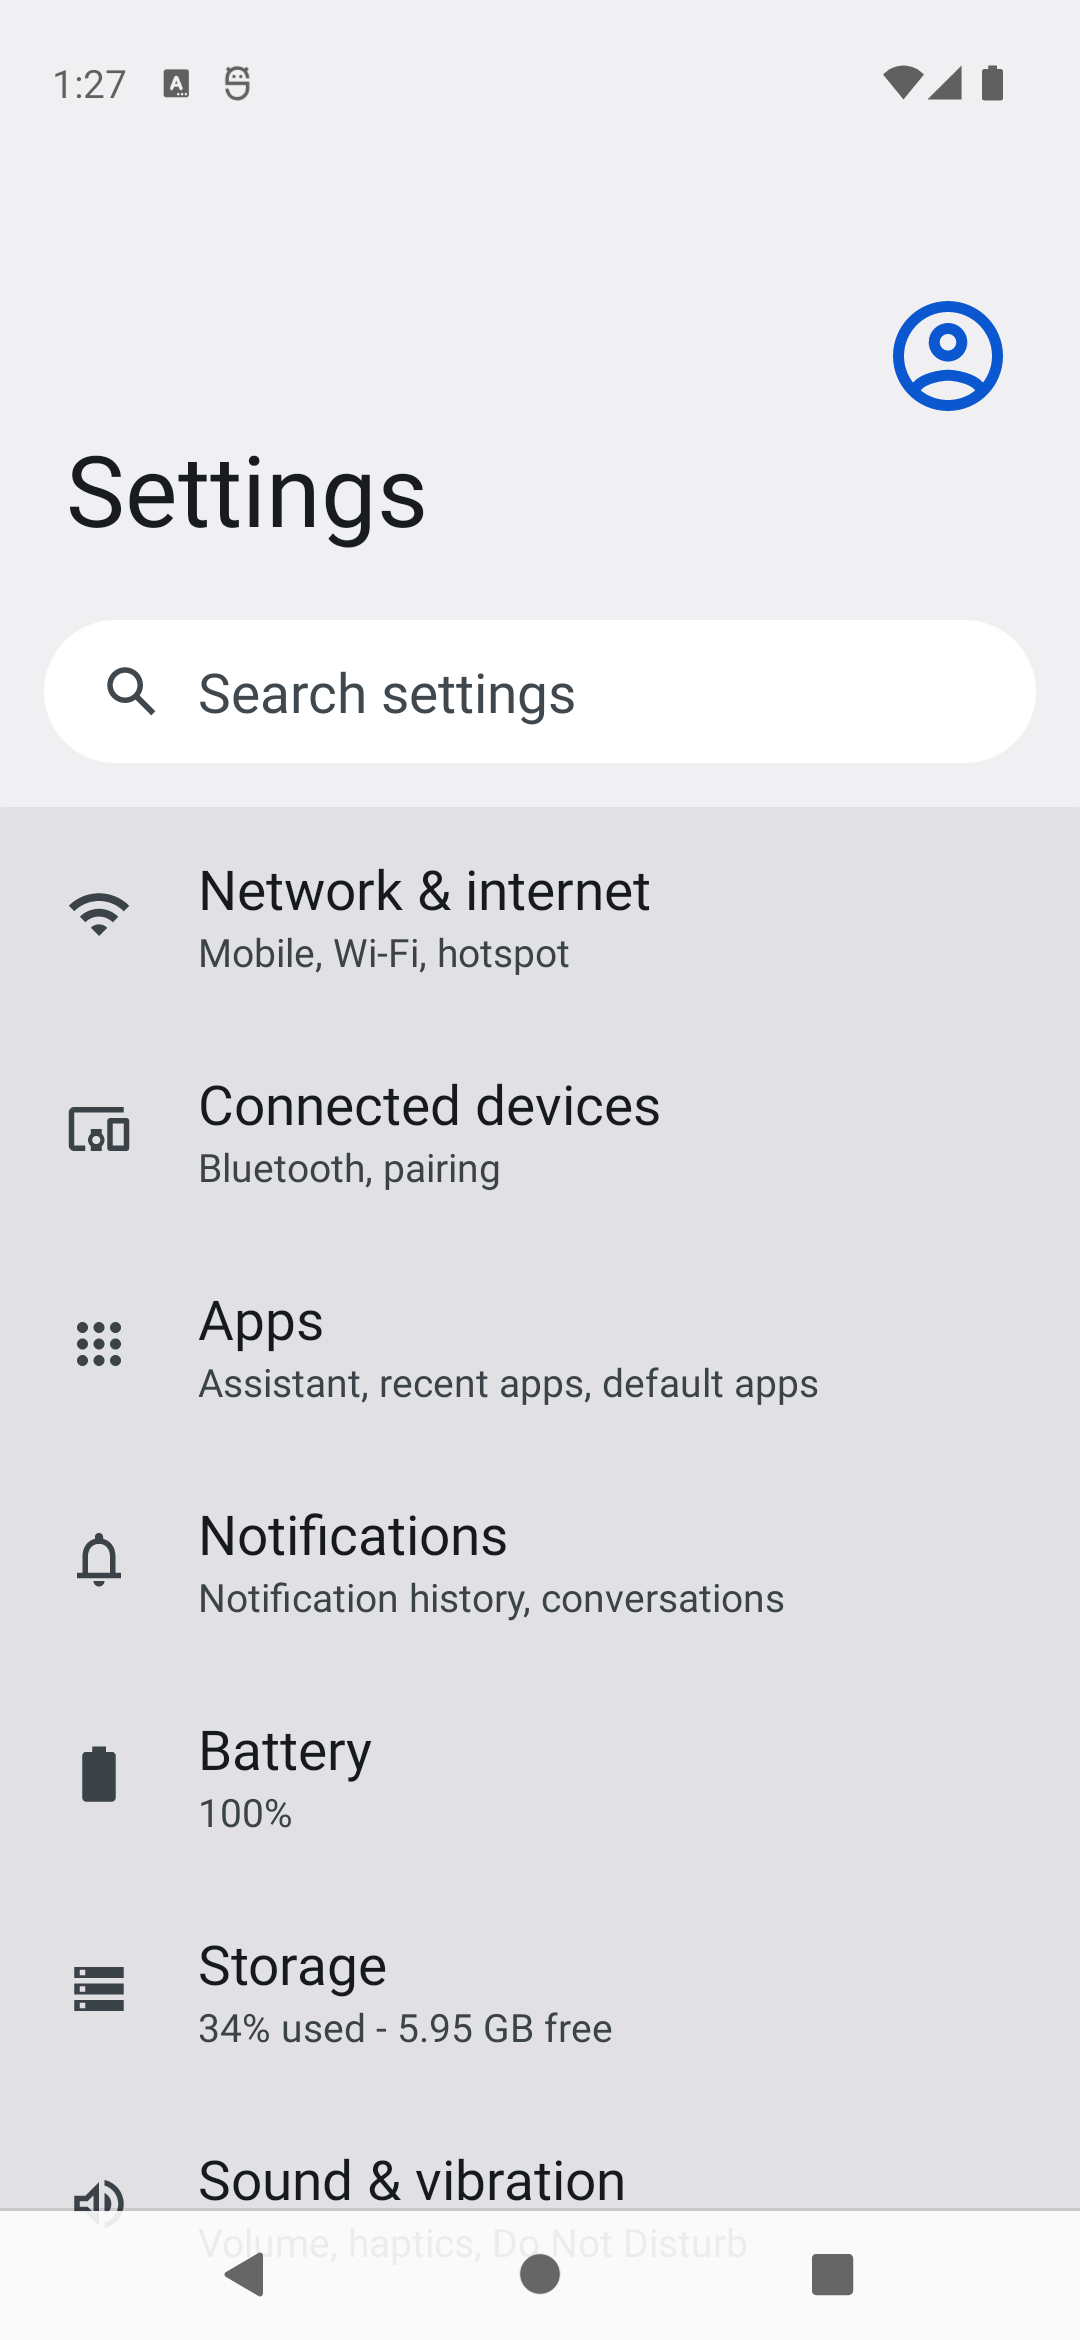 1:27
Settings
Search settings
Network & internet
Mobile, Wi-Fi, hotspot
Connected devices
Bluetooth, pairing
Apps
Assistant, recent apps, default apps
Notifications
Notification history, conversations
Battery
100%
Storage
34% used - 5.95 GB free
Sound & vibration
Volume, haptics, Do Not Disturb